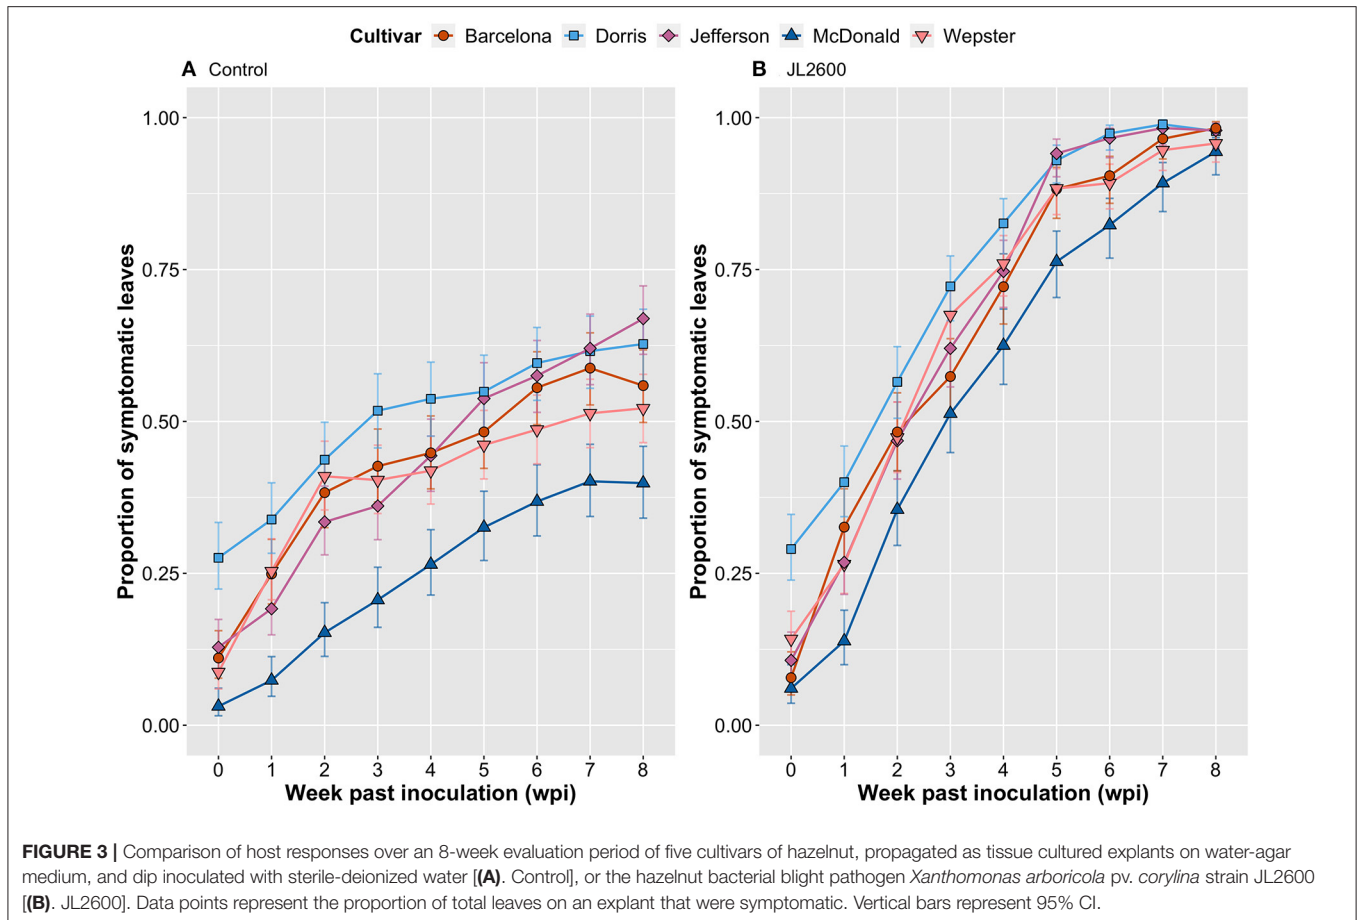 Cultivar Barcelona Dorris Jefferson McDonald Wepster
A Control
B JL2600
1.00
0.75
0.50
0.25
0.00
Proportion of symptomatic leaves
0 1 2 3 4 5 6 7 8
Week past inoculation (wpi)
1.00
0.75
0.50
0.25
0.00
Proportion of symptomatic leaves
0 1 2 3 4 5 6 7 8
Week past inoculation (wpi)
FIGURE 3 | Comparison of host responses over an 8-week evaluation period of five cultivars of hazelnut, propagated as tissue cultured explants on water-agar
medium, and dip inoculated with sterile-deionized water [(A). Control], or the hazelnut bacterial blight pathogen Xanthomonas arboricola pv. corylina strain JL2600
[(B). JL2600]. Data points represent the proportion of total leaves on an explant that were symptomatic. Vertical bars represent 95% CI.